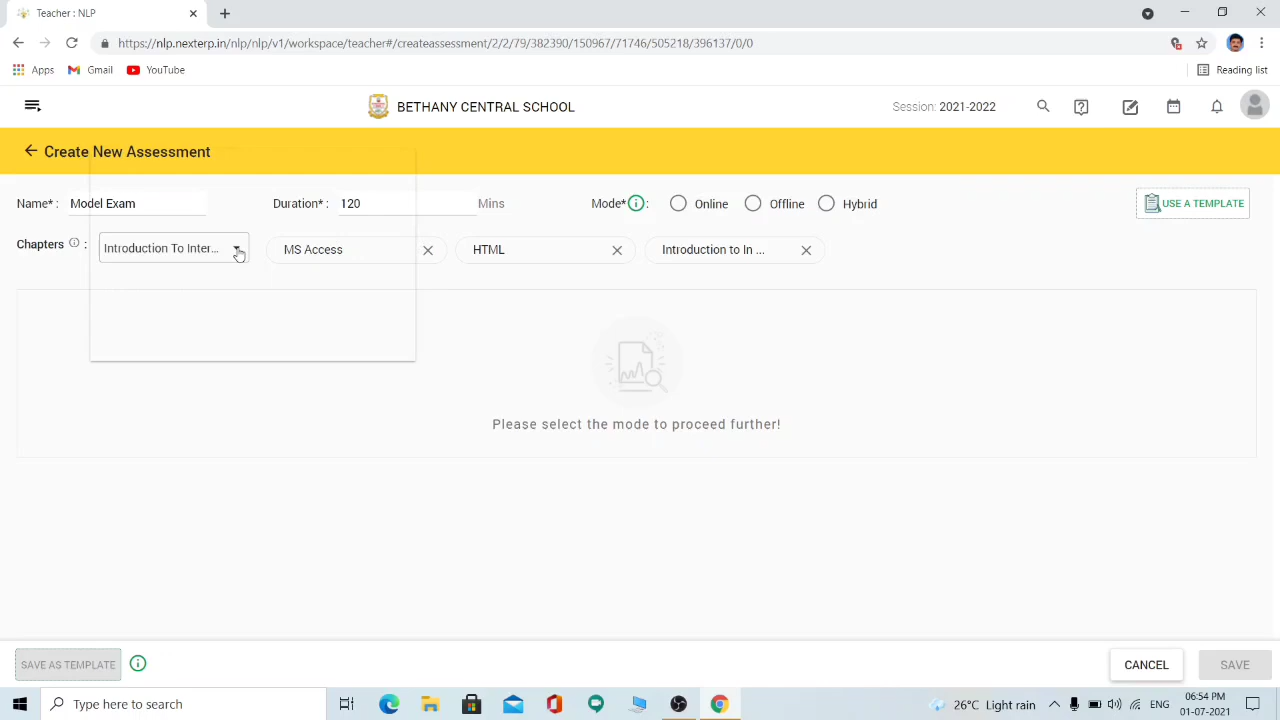 Teacher : NLP
https://nlp.nexterp.in/nlp/nlp/v1/workspace/teacher#/createassessment/2/2/79/382390/150967/71746/505218/396137/0/0
Apps Gmail YouTube Reading list
BETHANY CENTRAL SCHOOL Session: 2021-2022
Create New Assessment
Name* : Model Exam Duration* : 120 Mins Mode* : Online Offline Hybrid USE A TEMPLATE
Chapters : Introduction To Inter... MS Access HTML Introduction to In ...
Please select the mode to proceed further!
SAVE AS TEMPLATE CANCEL SAVE
Type here to search 26°C Light rain ENG 06:54 PM
01-07-2021